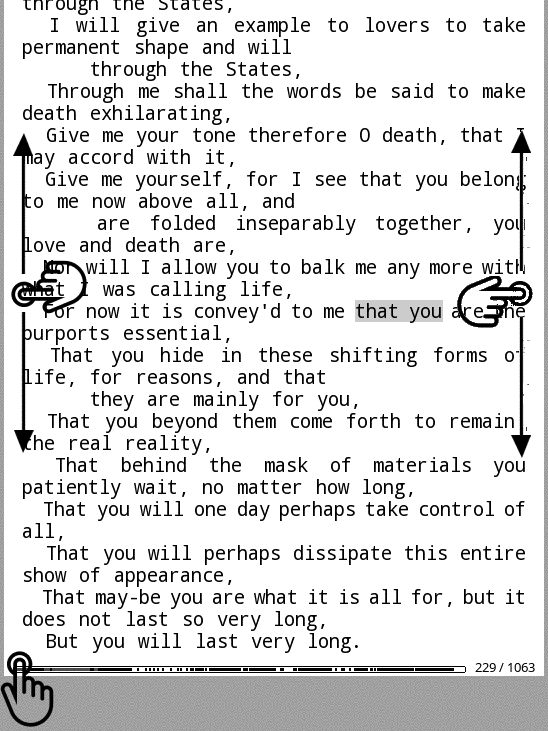 through the States,
I will give an example to lovers to take
permanent shape and will
through the States,
Through me shall the words be said to make
death exhilarating,
Give me your tone therefore O death, that I
may accord with it,
Give me yourself, for I see that you belong
to me now above all, and
are folded inseparably together, you
love and death are,
Nor will I allow you to balk me any more with
what I was calling life,
For now it is convey'd to me that you are the
purports essential,
That you hide in these shifting forms of
life, for reasons, and that
they are mainly for you,
That you beyond them come forth to remain,
the real reality,
That behind the mask of materials you
patiently wait, no matter how long,
That you will one day perhaps take control of
all,
That you will perhaps dissipate this entire
show of appearance,
That may-be you are what it is all for, but it
does not last so very long,
But you will last very long.
229 / 1063